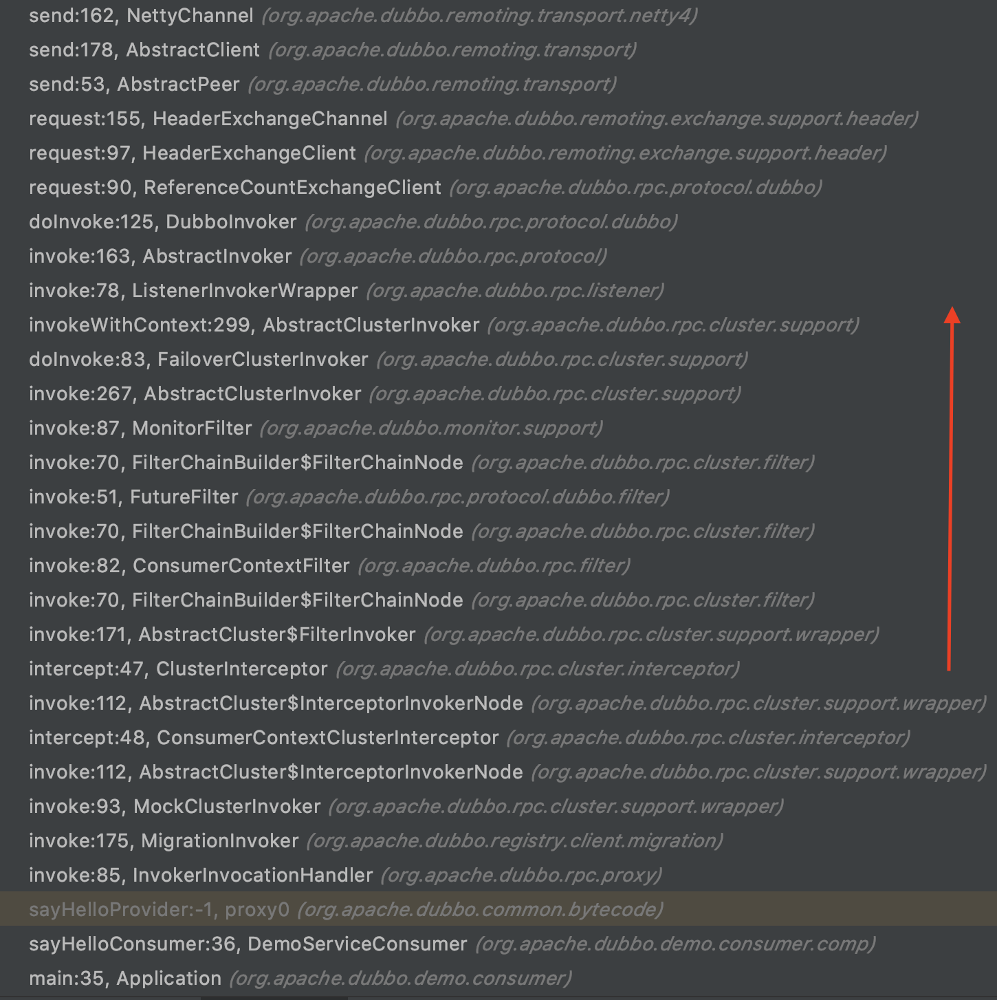 send:162, NettyChannel (org.apache.dubbo.remoting.transport.netty4)
send:178, AbstractClient (org.apache.dubbo.remoting.transport)
send:53, AbstractPeer (org.apache.dubbo.remoting.transport)
request:155, HeaderExchangeChannel (org.apache.dubbo.remoting.exchange.support.header)
request:97, HeaderExchangeClient (org.apache.dubbo.remoting.exchange.support.header)
request:90, ReferenceCountExchangeClient (org.apache.dubbo.rpc.protocol.dubbo)
doInvoke:125, DubboInvoker (org.apache.dubbo.rpc.protocol.dubbo)
invoke:163, AbstractInvoker (org.apache.dubbo.rpc.protocol)
invoke:78, ListenerInvokerWrapper (org.apache.dubbo.rpc.listener)
invokeWithContext:299, AbstractClusterInvoker (org.apache.dubbo.rpc.cluster.support)
doInvoke:83, FailoverClusterInvoker (org.apache.dubbo.rpc.cluster.support)
invoke:267, AbstractClusterInvoker (org.apache.dubbo.rpc.cluster.support)
invoke:87, MonitorFilter (org.apache.dubbo.monitor.support)
invoke:70, FilterChainBuilder$FilterChainNode (org.apache.dubbo.rpc.cluster.filter)
invoke:51, FutureFilter (org.apache.dubbo.rpc.protocol.dubbo.filter)
invoke:70, FilterChainBuilder$FilterChainNode (org.apache.dubbo.rpc.cluster.filter)
invoke:82, ConsumerContextFilter (org.apache.dubbo.rpc.filter)
invoke:70, FilterChainBuilder$FilterChainNode (org.apache.dubbo.rpc.cluster.filter)
invoke:171, AbstractCluster$FilterInvoker (org.apache.dubbo.rpc.cluster.support.wrapper)
intercept:47, ClusterInterceptor (org.apache.dubbo.rpc.cluster.interceptor)
invoke:112, AbstractCluster$InterceptorInvokerNode (org.apache.dubbo.rpc.cluster.support.wrapper)
intercept:48, ConsumerContextClusterInterceptor (org.apache.dubbo.rpc.cluster.interceptor)
invoke:112, AbstractCluster$InterceptorInvokerNode (org.apache.dubbo.rpc.cluster.support.wrapper)
invoke:93, MockClusterInvoker (org.apache.dubbo.rpc.cluster.support.wrapper)
invoke:175, MigrationInvoker (org.apache.dubbo.registry.client.migration)
invoke:85, InvokerInvocationHandler (org.apache.dubbo.rpc.proxy)
sayHelloProvider:-1, proxy0 (org.apache.dubbo.common.bytecode)
sayHelloConsumer:36, DemoServiceConsumer (org.apache.dubbo.demo.consumer.comp)
main:35, Application (org.apache.dubbo.demo.consumer)